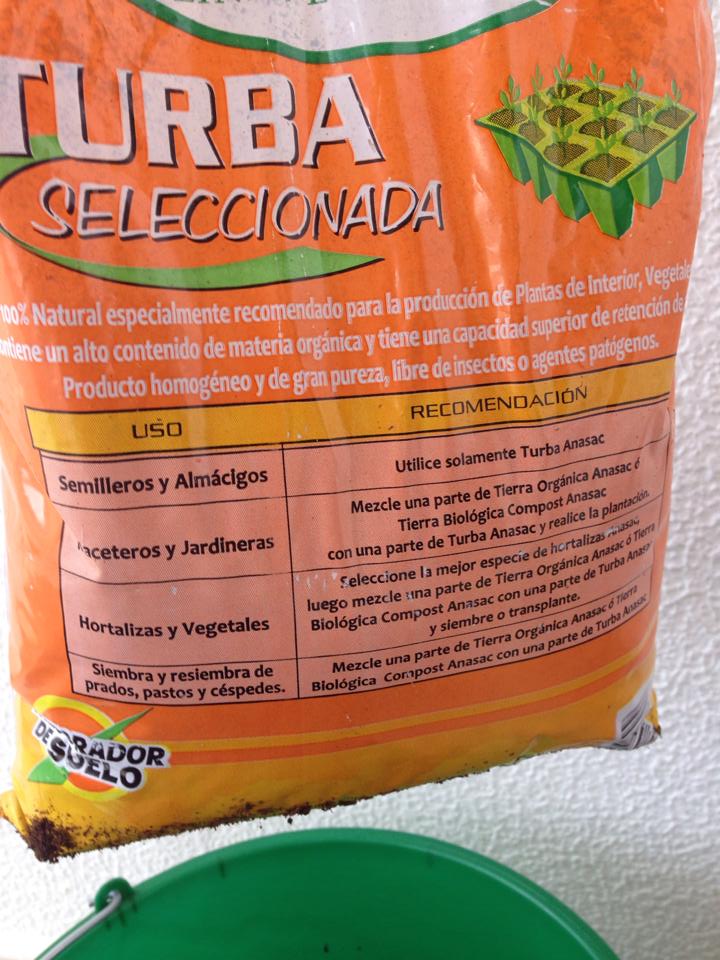 TURBA
SELECCIONADA
100% Natural especialmente recomendado para la producción de Plantas de Interior,
un alto contenido de materia orgánica y tiene una capacidad superior de retención de
Producto homogéneo y de gran pureza, libre de insectos o agentes patógenos.
USO
RECOMENDACIÓN
Semilleros y Almácigos
Utilice solamente Turba Anasac
aceteros y Jardineras
Mezcle una parte de Tierra Orgánica Anasac ó
Tierra Biológica Compost Anasac
con una parte de Turba Anasac y realice la plantación.
Hortalizas y Vegetales
Seleccione la mejor especie de hortalizas Anasac,
luego mezcle una parte de Tierra Orgánica Anasac ó Tierra
Biológica Compost Anasac con una parte de Turba Anasac
y siembre o transplante.
Siembra y resiembra de
prados, pastos y céspedes.
Mezcle una parte de Tierra Orgánica Anasac ó Tierra
Biológica Compost Anasac con una parte de Turba Anasac
DE SUELO